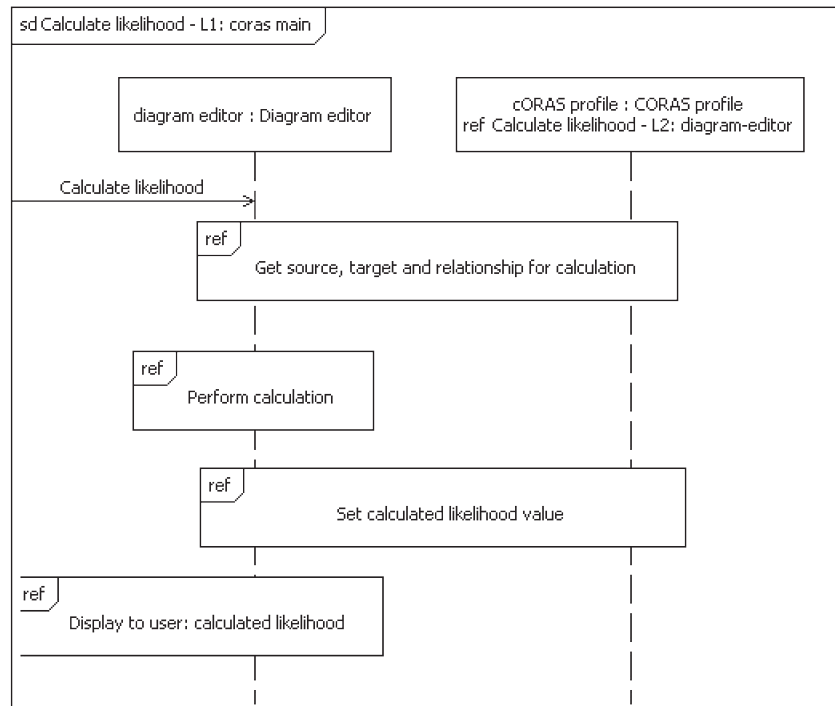 sd Calculate likelihood - L1: coras main
diagram editor : Diagram editor
cORAS profile : CORAS profile
ref Calculate likelihood - L2: diagram-editor
Calculate likelihood
ref
Get source, target and relationship for calculation
ref
Perform calculation
ref
Set calculated likelihood value
ref
Display to user: calculated likelihood